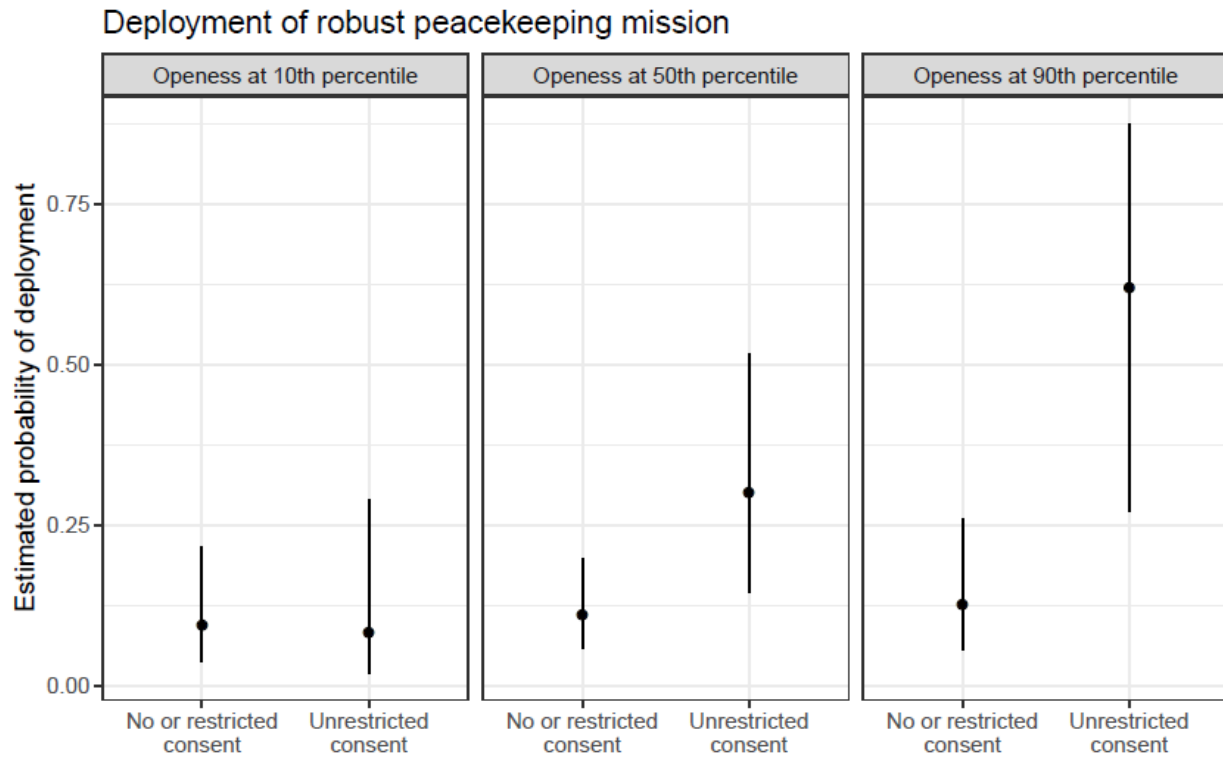 Deployment of robust peacekeeping mission
Openess at 10th percentile
Openess at 50th percentile
Openess at 90th percentile
Estimated probability of deployment
0.75
0.50
0.25
0.00
No or restricted
consent
Unrestricted
consent
No or restricted
consent
Unrestricted
consent
No or restricted
consent
Unrestricted
consent